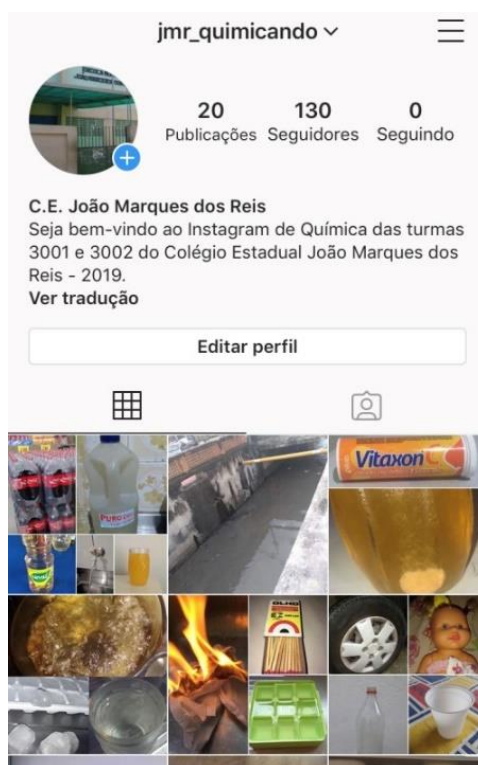 jmr_quimicando
20 130 0
Publicações Seguidores Seguindo
C.E. João Marques dos Reis
Seja bem-vindo ao Instagram de Química das turmas
3001 e 3002 do Colégio Estadual João Marques dos
Reis - 2019.
Ver tradução
Editar perfil
Vitaxon C
OLHO